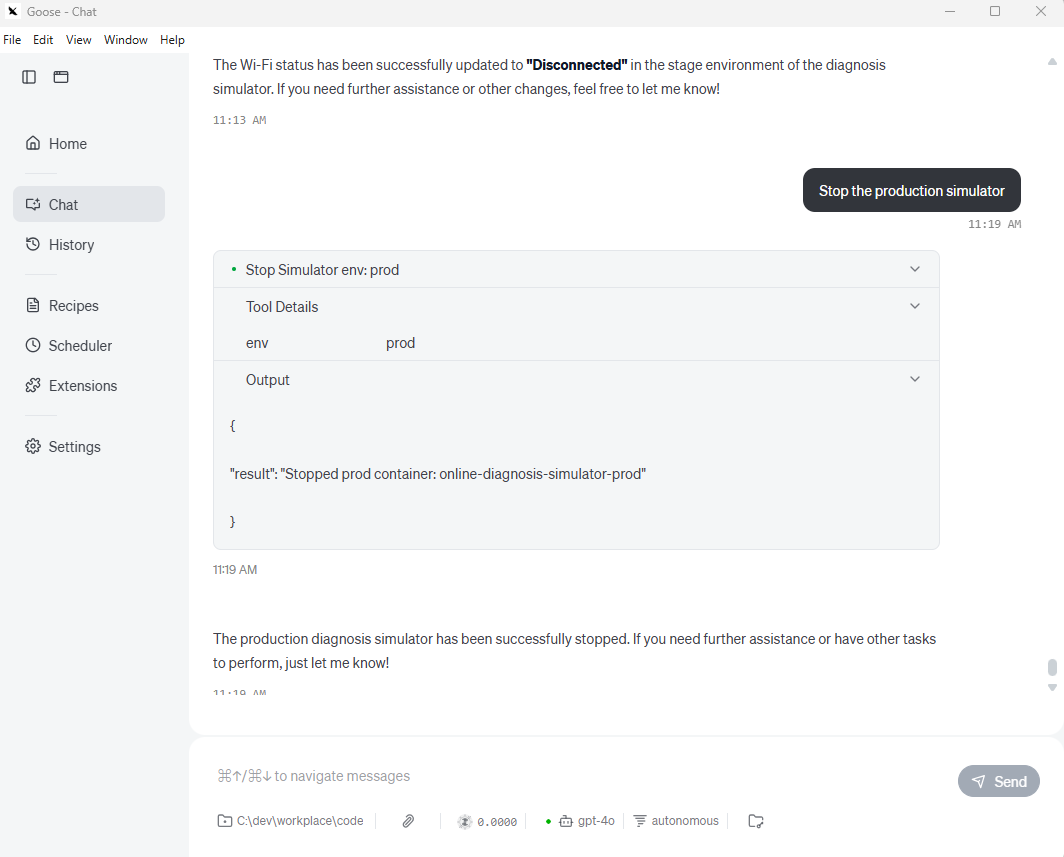 Goose - Chat
File Edit View Window Help
Home
Chat
History
Recipes
Scheduler
Extensions
Settings
The Wi-Fi status has been successfully updated to "Disconnected" in the stage environment of the diagnosis
simulator. If you need further assistance or other changes, feel free to let me know!
11:13 AM
Stop the production simulator
11:19 AM
Stop Simulator env: prod
Tool Details
env prod
Output
{
"result": "Stopped prod container: online-diagnosis-simulator-prod"
}
11:19 AM
The production diagnosis simulator has been successfully stopped. If you need further assistance or have other tasks
to perform, just let me know!
11:19 AM
⌘↑/⌘↓ to navigate messages
Send
C:\dev\workplace\code 0.0000 gpt-4o autonomous